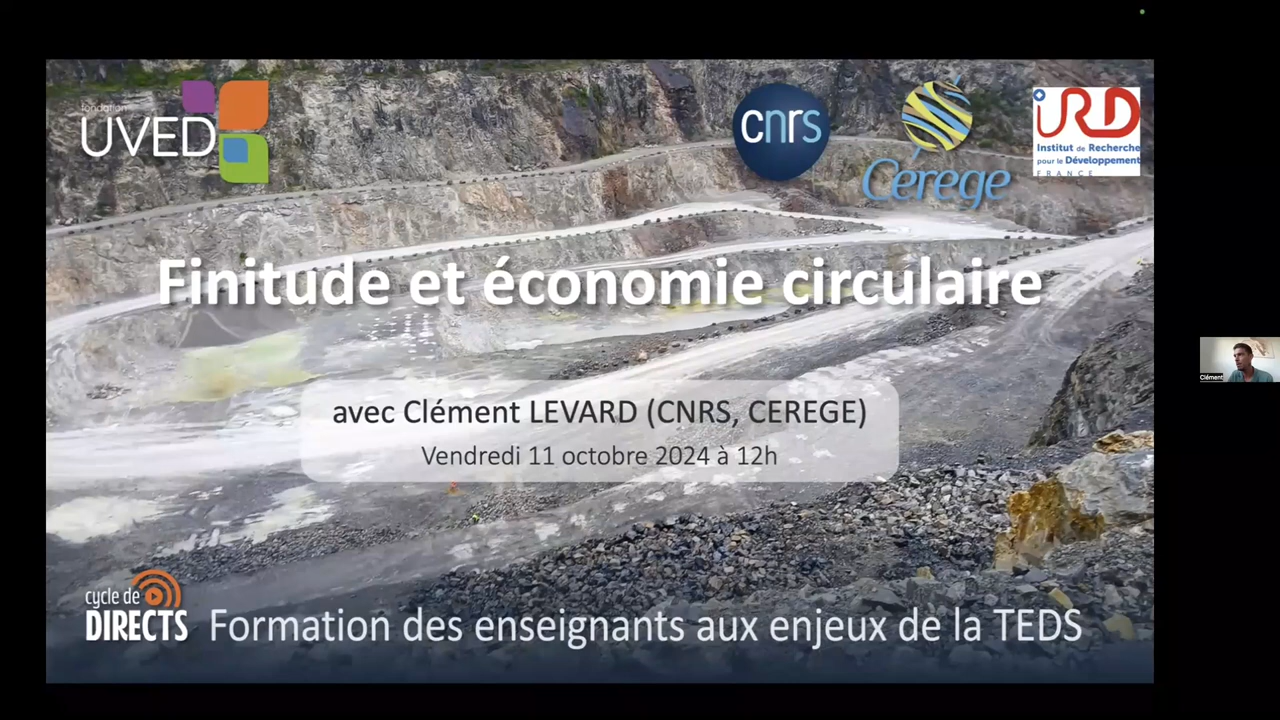 fondation
UVED
cnrs
Cérege
IRD
Institut de Recherche
pour le Développement
FRANCE
Finitude et économie circulaire
avec Clément LEVARD (CNRS, CEREGE)
Vendredi 11 octobre 2024 à 12h
Clément
cycle de
DIRECTS
Formation des enseignants aux enjeux de la TEDS